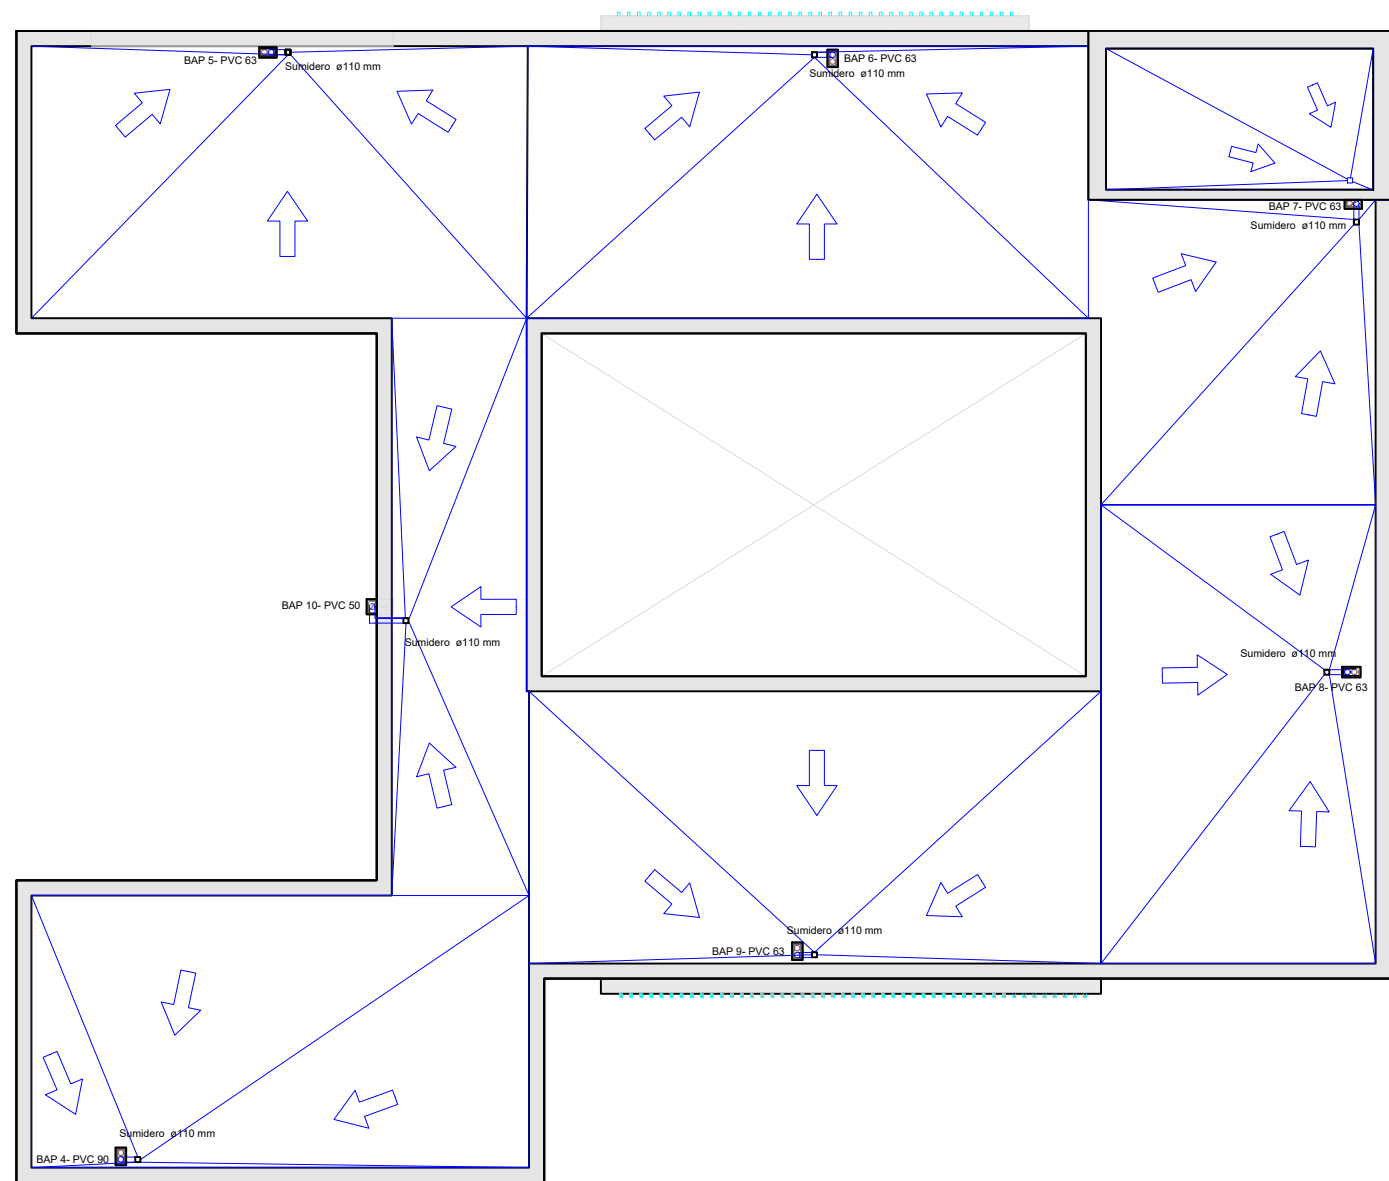 BAP 5- PVC 63
Sumidero ø110 mm
BAP 6- PVC 63
Sumidero ø110 mm
BAP 7- PVC 63
Sumidero ø110 mm
BAP 10- PVC 50
Sumidero ø110 mm
Sumidero ø110 mm
BAP 8- PVC 63
Sumidero ø110 mm
BAP 9- PVC 63
Sumidero ø110 mm
BAP 4- PVC 90